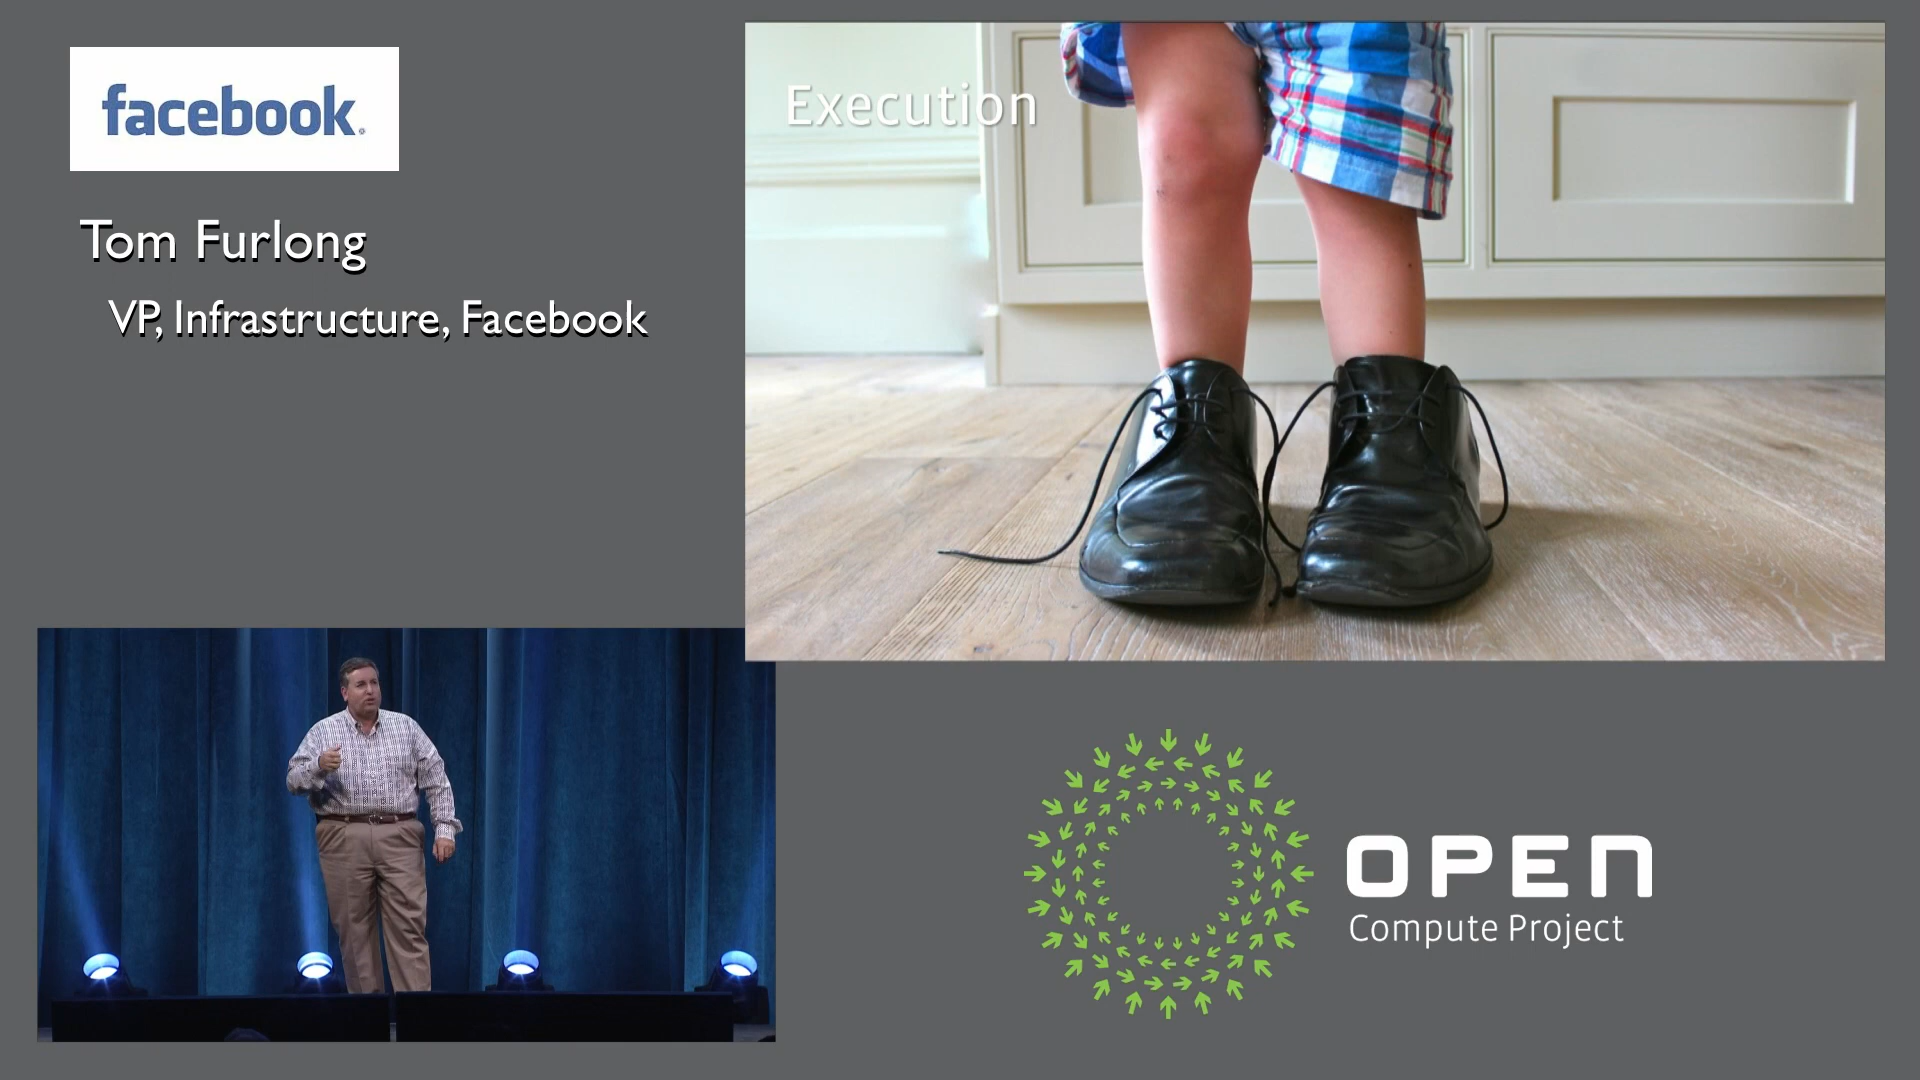 facebook
Tom Furlong
VP, Infrastructure, Facebook
Execution
OPEN
Compute Project